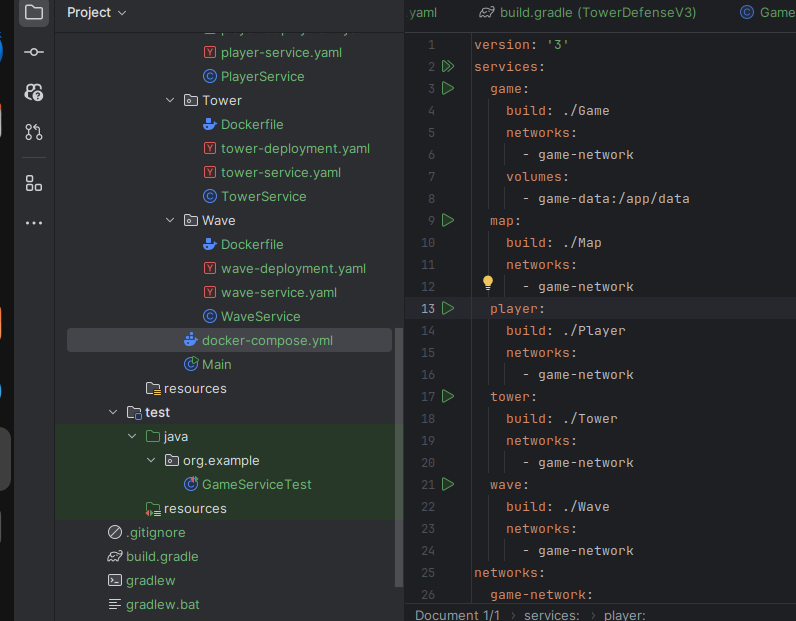 Project
player-service.yaml
PlayerService
Tower
Dockerfile
tower-deployment.yaml
tower-service.yaml
TowerService
Wave
Dockerfile
wave-deployment.yaml
wave-service.yaml
WaveService
docker-compose.yml
Main
resources
test
java
org.example
GameServiceTest
resources
.gitignore
build.gradle
gradlew
gradlew.bat
.yaml
build.gradle (TowerDefenseV3)
Game
1 version: '3'
2 services:
3 game:
4 build: ./Game
5 networks:
6 - game-network
7 volumes:
8 - game-data:/app/data
9 map:
10 build: ./Map
11 networks:
12 - game-network
13 player:
14 build: ./Player
15 networks:
16 - game-network
17 tower:
18 build: ./Tower
19 networks:
20 - game-network
21 wave:
22 build: ./Wave
23 networks:
24 - game-network
25 networks:
26 game-network:
Document 1/1 › services: › player: